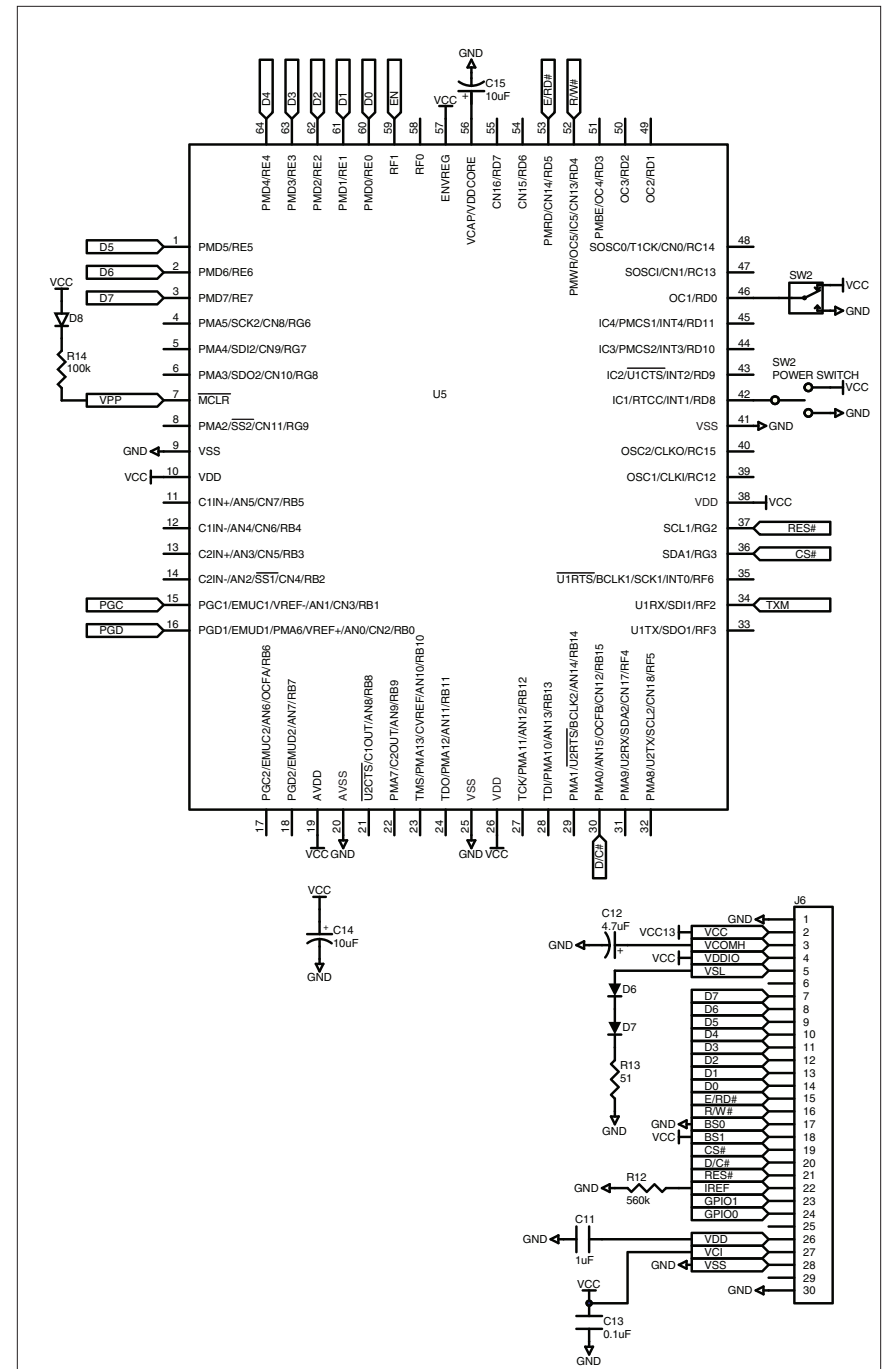 GND
C15
10uF
VCC
D4
D3
D2
D1
D0
EN
E/RD#
R/W#
64
63
62
61
60
59
58
57
56
55
54
53
52
51
50
49
PMD4/RE4
PMD3/RE3
PMD2/RE2
PMD1/RE1
PMD0/RE0
RF1
RF0
ENVREG
VCAP/VDDCORE
CN16/RD7
CN15/RD6
PMRD/CN14/RD5
PMWR/OC5/IC5/CN13/RD4
PMBE/OC4/RD3
OC3/RD2
OC2/RD1
D5 1 PMD5/RE5
D6 2 PMD6/RE6
D7 3 PMD7/RE7
4 PMA5/SCK2/CN8/RG6
5 PMA4/SDI2/CN9/RG7
6 PMA3/SDO2/CN10/RG8
VPP 7 MCLR
8 PMA2/SS2/CN11/RG9
GND 9 VSS
VCC 10 VDD
11 C1IN+/AN5/CN7/RB5
12 C1IN-/AN4/CN6/RB4
13 C2IN+/AN3/CN5/RB3
14 C2IN-/AN2/SS1/CN4/RB2
PGC 15 PGC1/EMUC1/VREF-/AN1/CN3/RB1
PGD 16 PGD1/EMUD1/PMA6/VREF+/AN0/CN2/RB0
VCC
D8
R14
100k
U5
SOSC0/T1CK/CN0/RC14 48
SOSCI/CN1/RC13 47
OC1/RD0 46
IC4/PMCS1/INT4/RD11 45
IC3/PMCS2/INT3/RD10 44
IC2/U1CTS/INT2/RD9 43
IC1/RTCC/INT1/RD8 42
VSS 41 GND
OSC2/CLKO/RC15 40
OSC1/CLKI/RC12 39
VDD 38 VCC
SCL1/RG2 37 RES#
SDA1/RG3 36 CS#
U1RTS/BCLK1/SCK1/INT0/RF6 35
U1RX/SDI1/RF2 34 TXM
U1TX/SDO1/RF3 33
SW2
VCC
GND
SW2
POWER SWITCH
VCC
GND
PGC2/EMUC2/AN6/OCFA/RB6
PGD2/EMUD2/AN7/RB7
AVDD
AVSS
U2CTS/C1OUT/AN8/RB8
PMA7/C2OUT/AN9/RB9
TMS/PMA13/CVREF/AN10/RB10
TDO/PMA12/AN11/RB11
VSS
VDD
TCK/PMA11/AN12/RB12
TDI/PMA10/AN13/RB13
PMA1/U2RTS/BCLK2/AN14/RB14
PMA0/AN15/OCFB/CN12/RB15
PMA9/U2RX/SDA2/CN17/RF4
PMA8/U2TX/SCL2/CN18/RF5
17
18
19
20
21
22
23
24
25
26
27
28
29
30
31
32
VCC
GND
GND
VCC
D/C#
VCC
C14
10uF
GND
J6
GND 1
VCC13 VCC 2
VCOMH 3
VCC VDDIO 4
VSL 5
6
D7 7
D6 8
D5 9
D4 10
D3 11
D2 12
D1 13
D0 14
E/RD# 15
R/W# 16
GND BS0 17
VCC BS1 18
CS# 19
D/C# 20
RES# 21
IREF 22
GPIO1 23
GPIO0 24
25
VDD 26
VCI 27
GND VSS 28
29
GND 30
C12
4.7uF
GND
D6
D7
R13
51
GND
R12
560k
GND
C11
1uF
GND
VCC
C13
0.1uF
GND